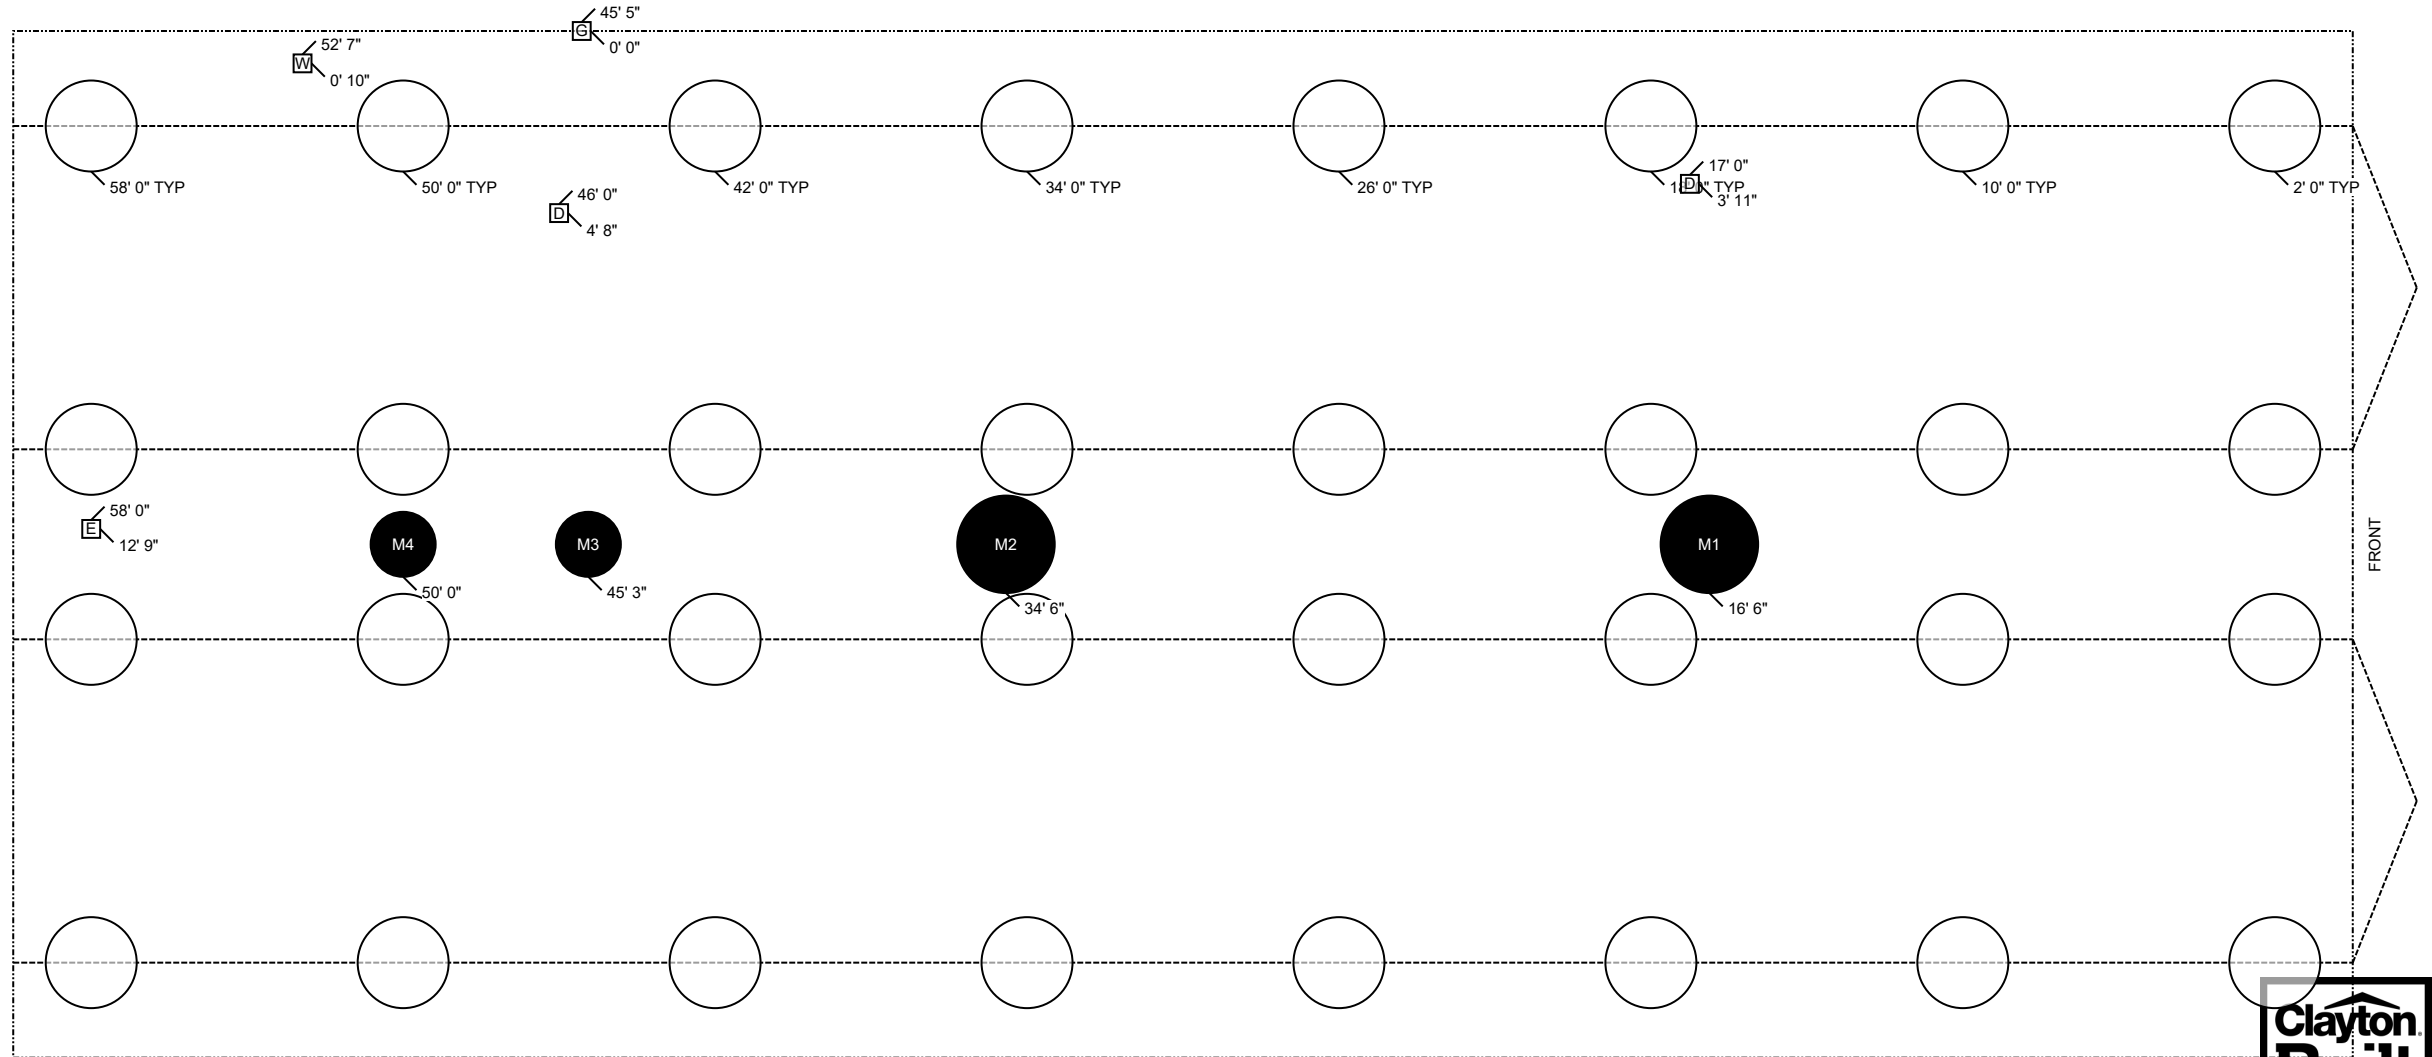 45' 5"
G
0' 0"
52' 7"
W
0' 10"
58' 0" TYP
50' 0" TYP
42' 0" TYP
34' 0" TYP
26' 0" TYP
17' 0"
D
TYP
3' 11"
10' 0" TYP
2' 0" TYP
46' 0"
D
4' 8"
58' 0"
E
12' 9"
M4
50' 0"
M3
45' 3"
M2
34' 6"
M1
16' 6"
FRONT
Clayton